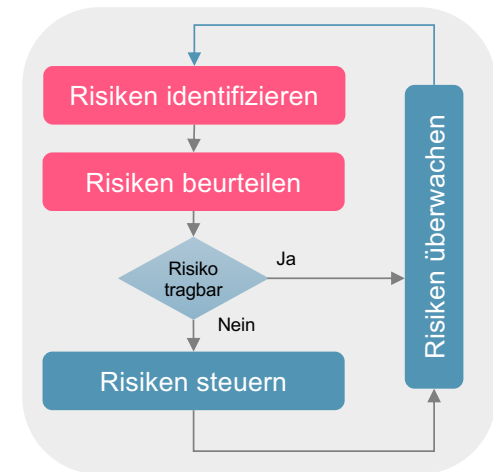 Risiken identifizieren
Risiken beurteilen
Risiko
tragbar
Ja
Nein
Risiken steuern
Risiken überwachen